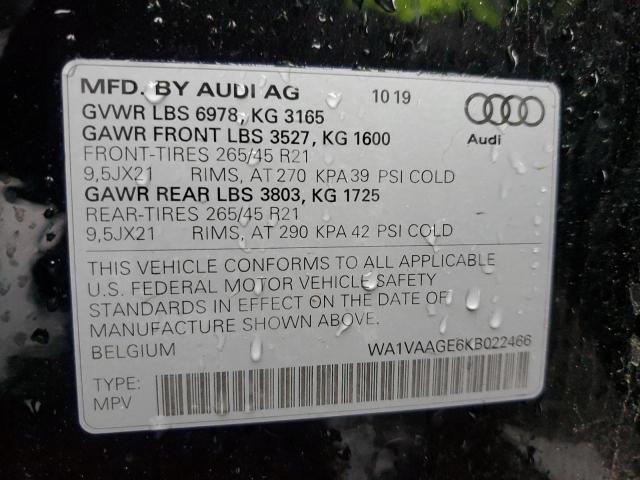 MFD. BY AUDI AG 10 19
GVWR LBS 6978, KG 3165
GAWR FRONT LBS 3527, KG 1600
Audi
FRONT-TIRES 265/45 R21
9,5JX21 RIMS, AT 270 KPA 39 PSI COLD
GAWR REAR LBS 3803, KG 1725
REAR-TIRES 265/45 R21
9,5JX21 RIMS, AT 290 KPA 42 PSI COLD
THIS VEHICLE CONFORMS TO ALL APPLICABLE
U.S. FEDERAL MOTOR VEHICLE SAFETY
STANDARDS IN EFFECT ON THE DATE OF
MANUFACTURE SHOWN ABOVE.
BELGIUM WA1VAAGE6KB022466
TYPE:
MPV